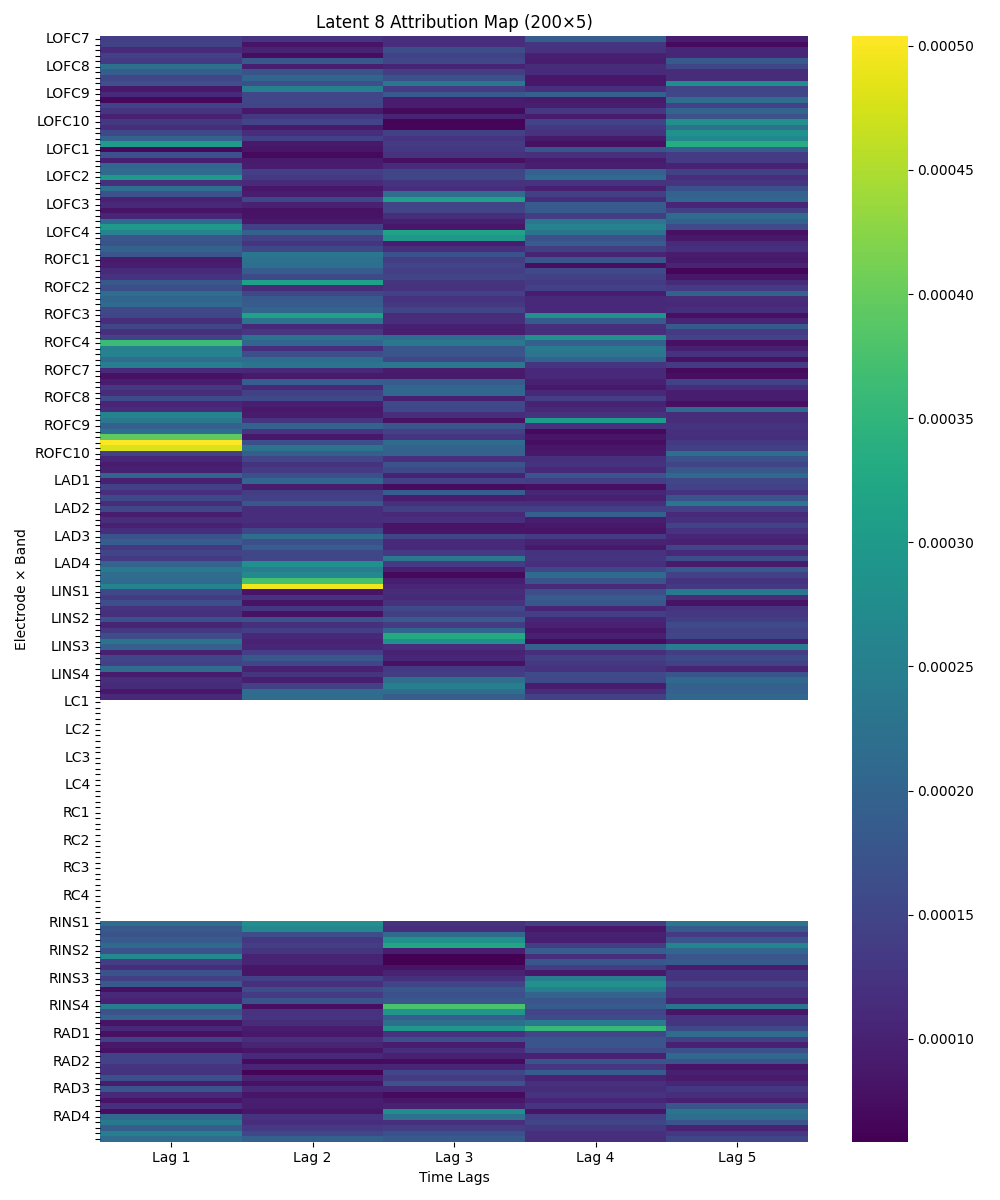 Latent 8 Attribution Map (200×5)
LOFC7
LOFC8
LOFC9
LOFC10
LOFC1
LOFC2
LOFC3
LOFC4
ROFC1
ROFC2
ROFC3
ROFC4
ROFC7
ROFC8
ROFC9
ROFC10
LAD1
LAD2
LAD3
LAD4
LINS1
LINS2
LINS3
LINS4
LC1
LC2
LC3
LC4
RC1
RC2
RC3
RC4
RINS1
RINS2
RINS3
RINS4
RAD1
RAD2
RAD3
RAD4
Electrode × Band
Lag 1 Lag 2 Lag 3 Lag 4 Lag 5
Time Lags
0.00050
0.00045
0.00040
0.00035
0.00030
0.00025
0.00020
0.00015
0.00010